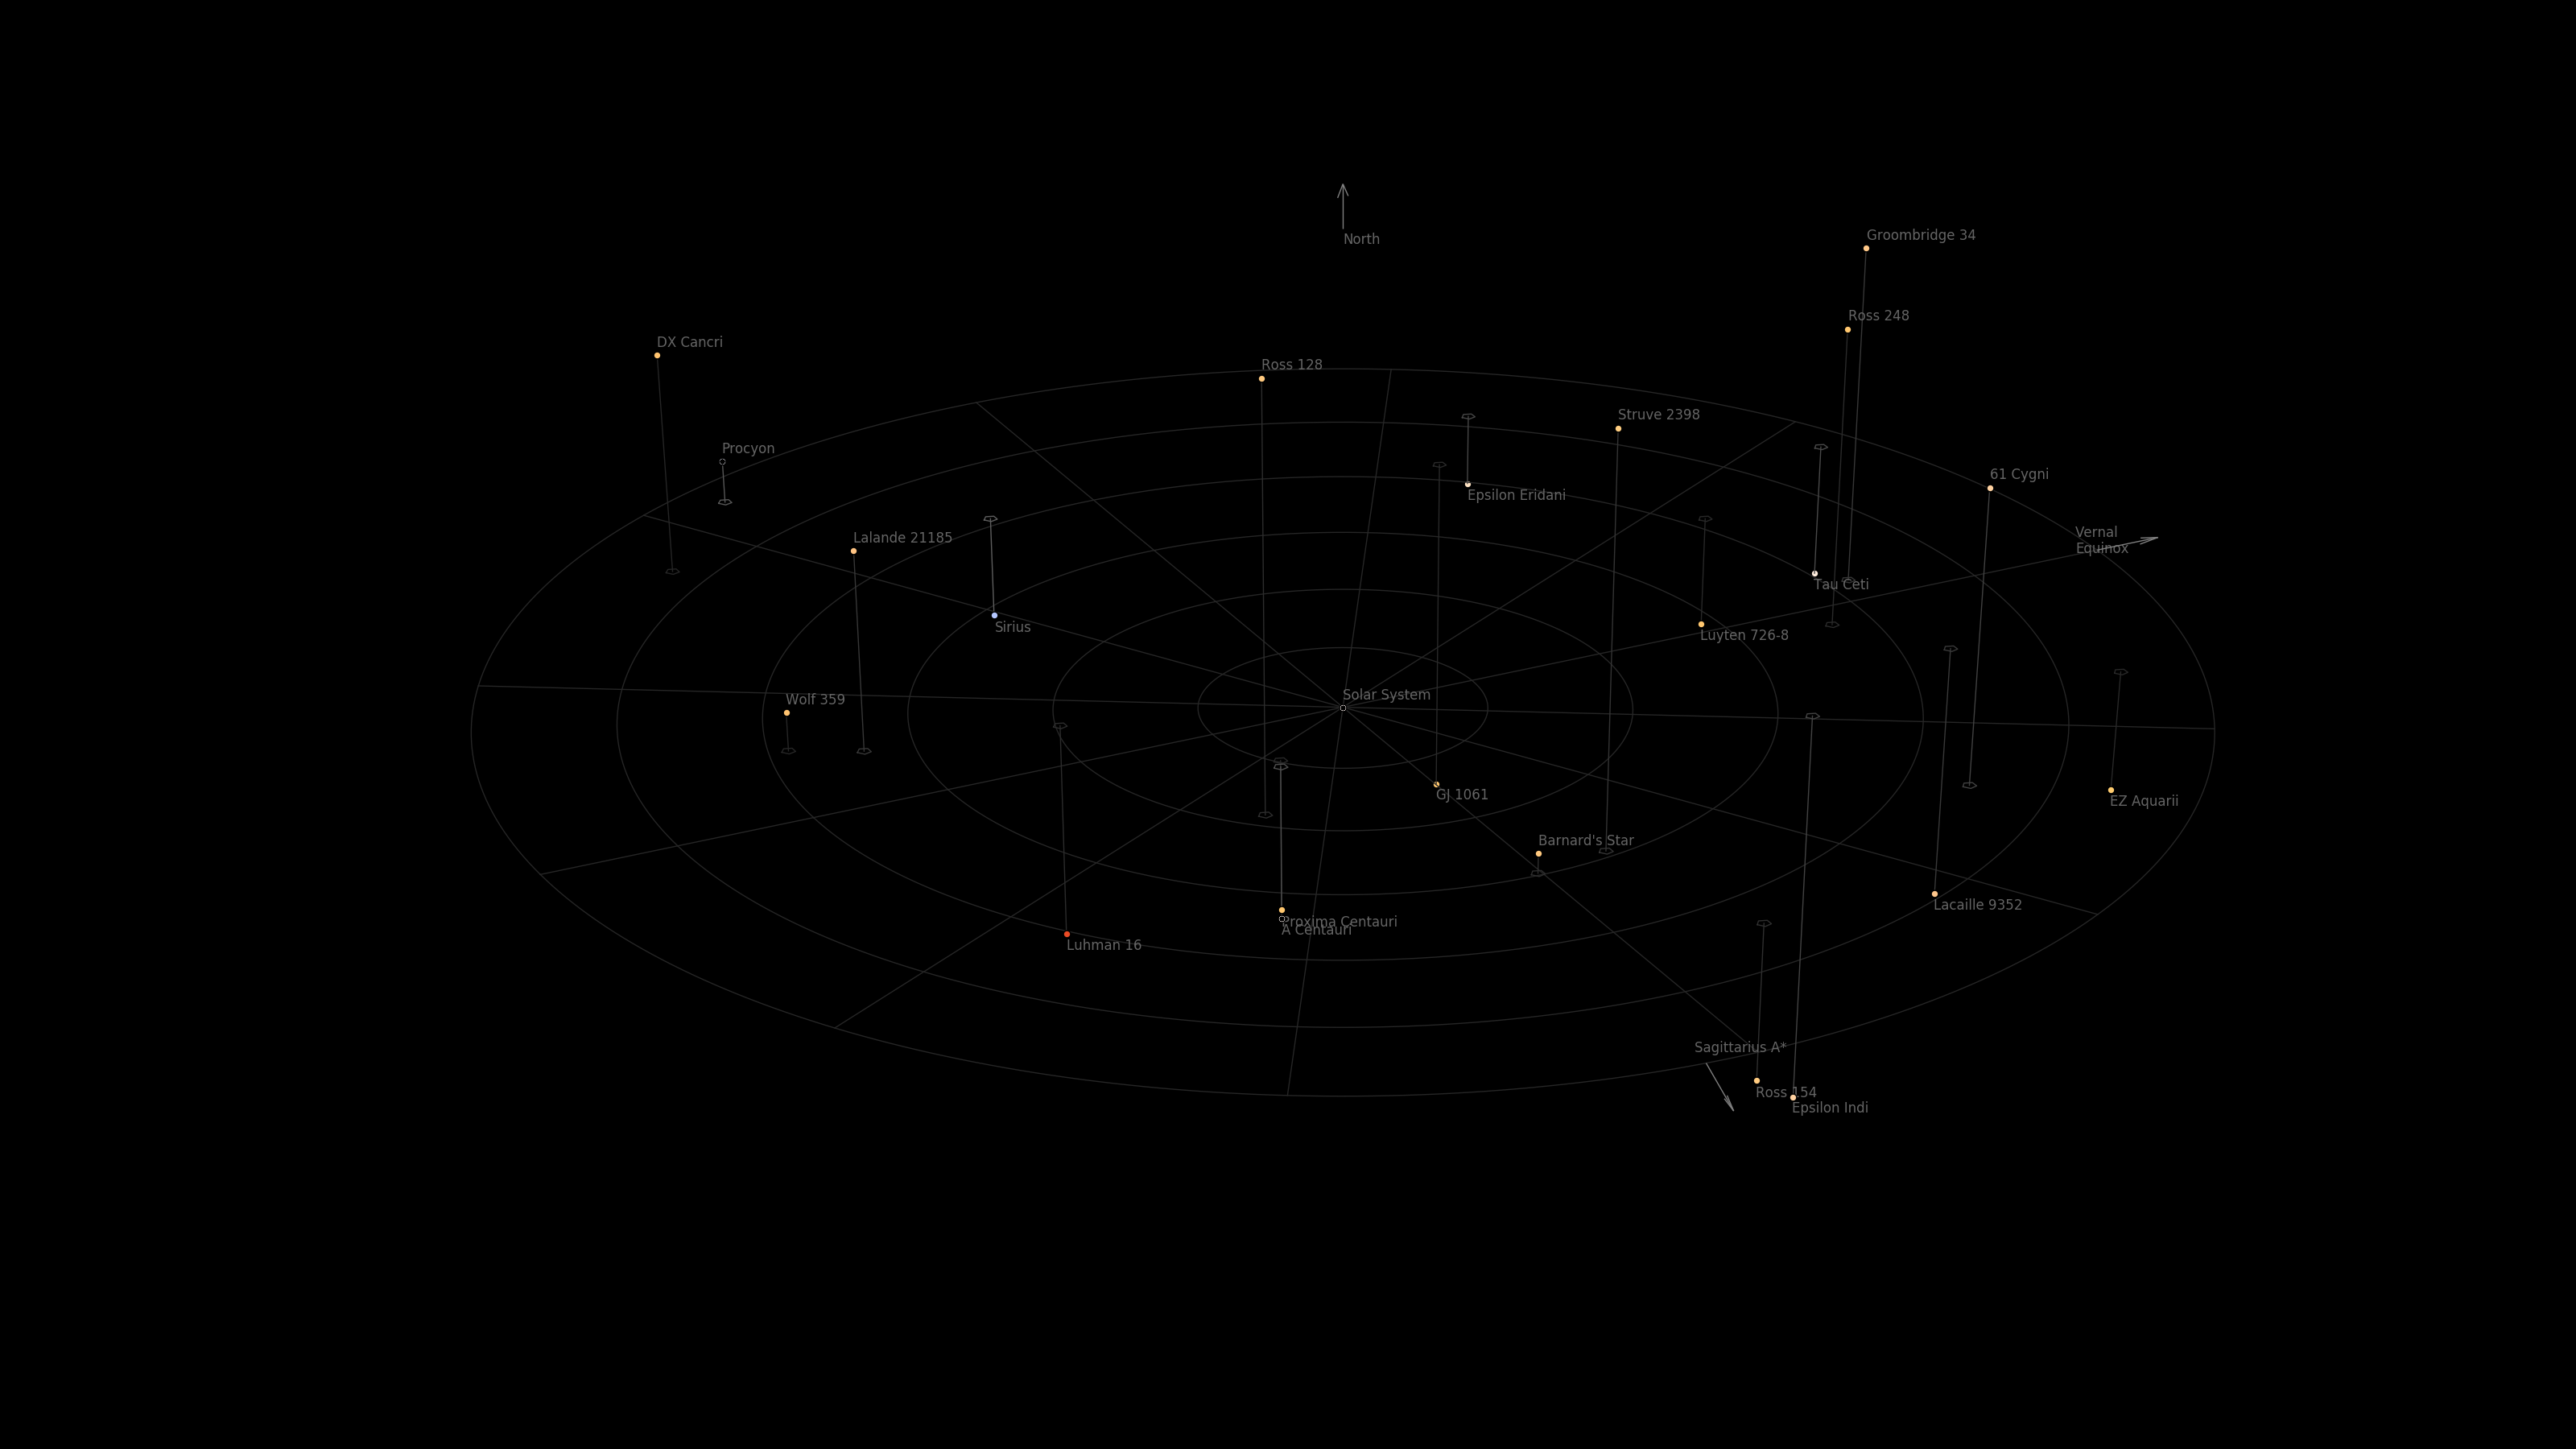 Groombridge 34
North
Ross 248
DX Cancri
Ross 128
Struve 2398
Procyon
61 Cygni
Epsilon Eridani
Vernal
Equinox
Lalande 21185
Tau Ceti
Sirius
Luyten 726-8
Solar System
Wolf 359
GJ 1061
EZ Aquarii
Barnard's Star
Lacaille 9352
Proxima Centauri
A Centauri
Luhman 16
Sagittarius A*
Ross 154
Epsilon Indi